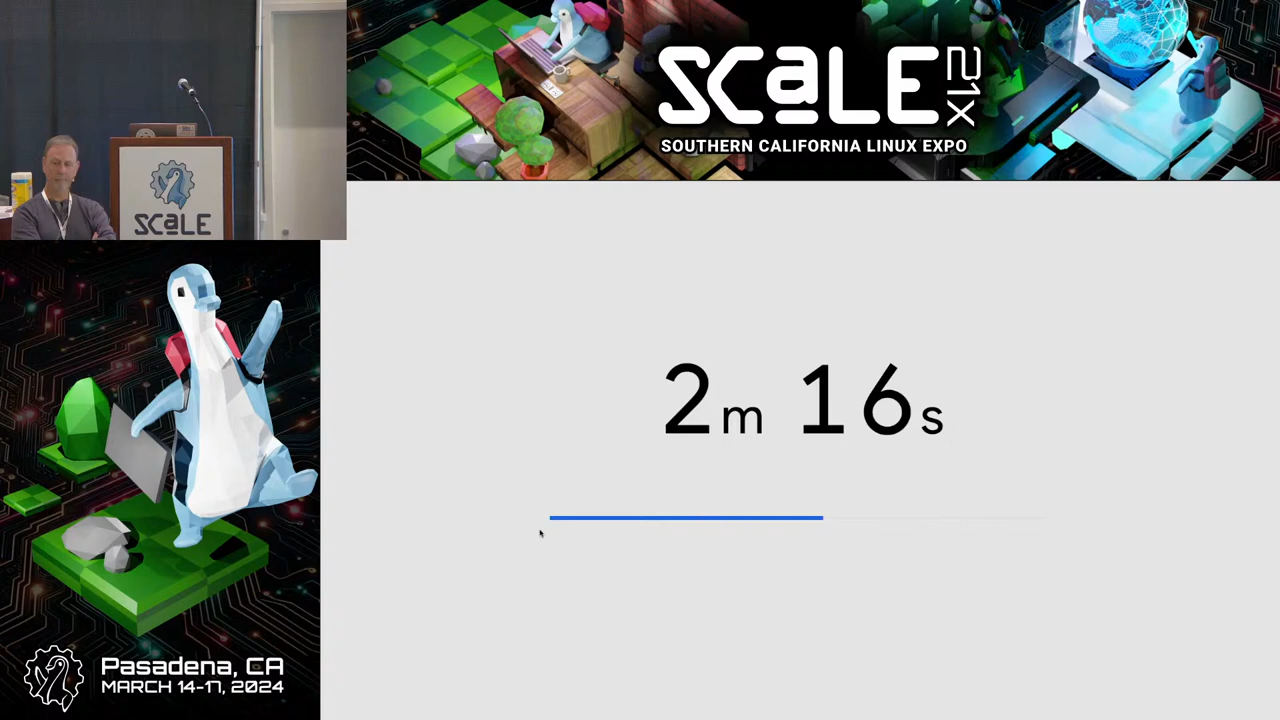 SCALE 21X
SOUTHERN CALIFORNIA LINUX EXPO
SCALE
2m 16s
Pasadena, CA
MARCH 14-17, 2024